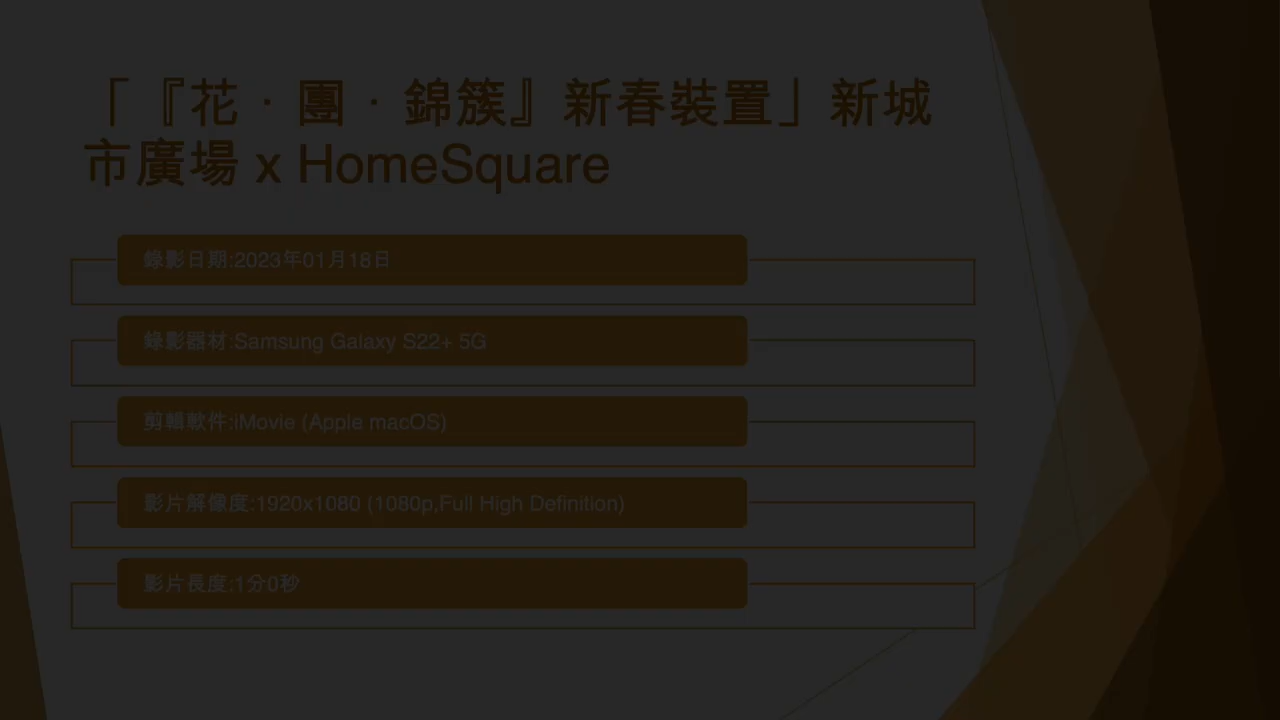 「『花．團．錦簇』新春裝置」新城
市廣場 x HomeSquare
錄影日期:2023年01月18日
錄影器材:Samsung Galaxy S22+ 5G
剪輯軟件:iMovie (Apple macOS)
影片解像度:1920x1080 (1080p,Full High Definition)
影片長度:1分0秒